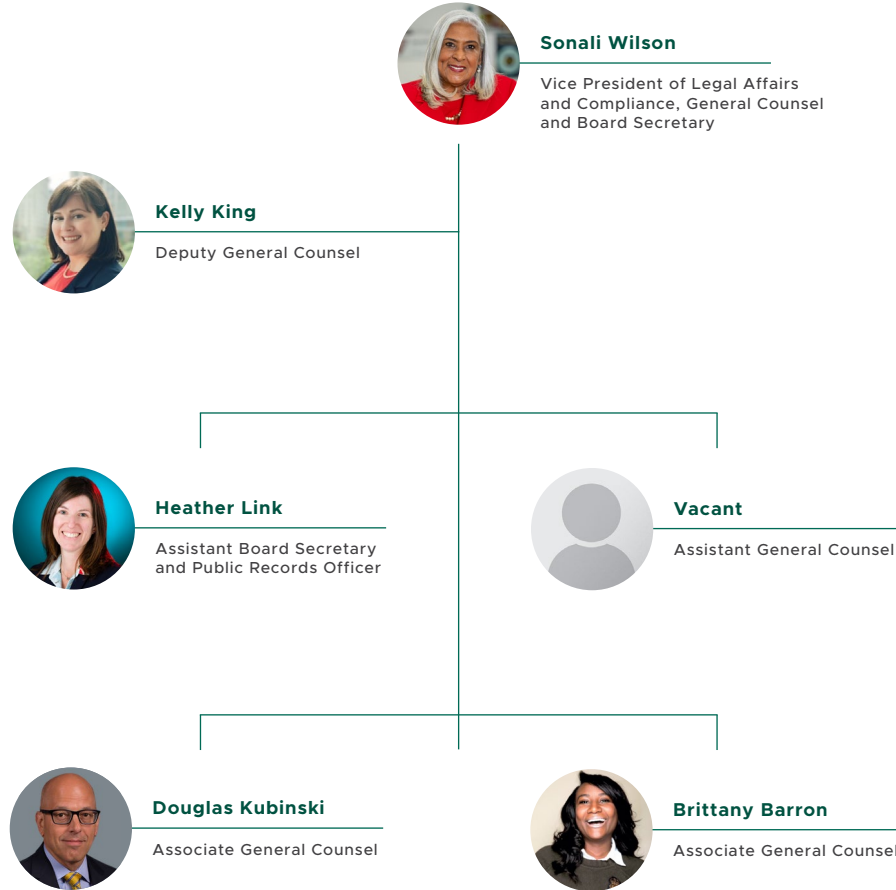 Sonali Wilson
Vice President of Legal Affairs
and Compliance, General Counsel
and Board Secretary
Kelly King
Deputy General Counsel
Heather Link
Assistant Board Secretary
and Public Records Officer
Vacant
Assistant General Counsel
Douglas Kubinski
Associate General Counsel
Brittany Barron
Associate General Counsel